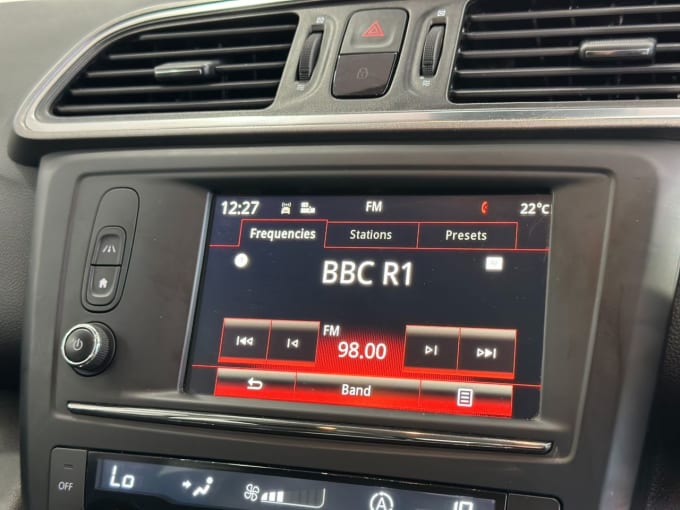 12:27 FM 22°C
Frequencies Stations Presets
BBC R1
FM
98.00
Band
OFF Lo A